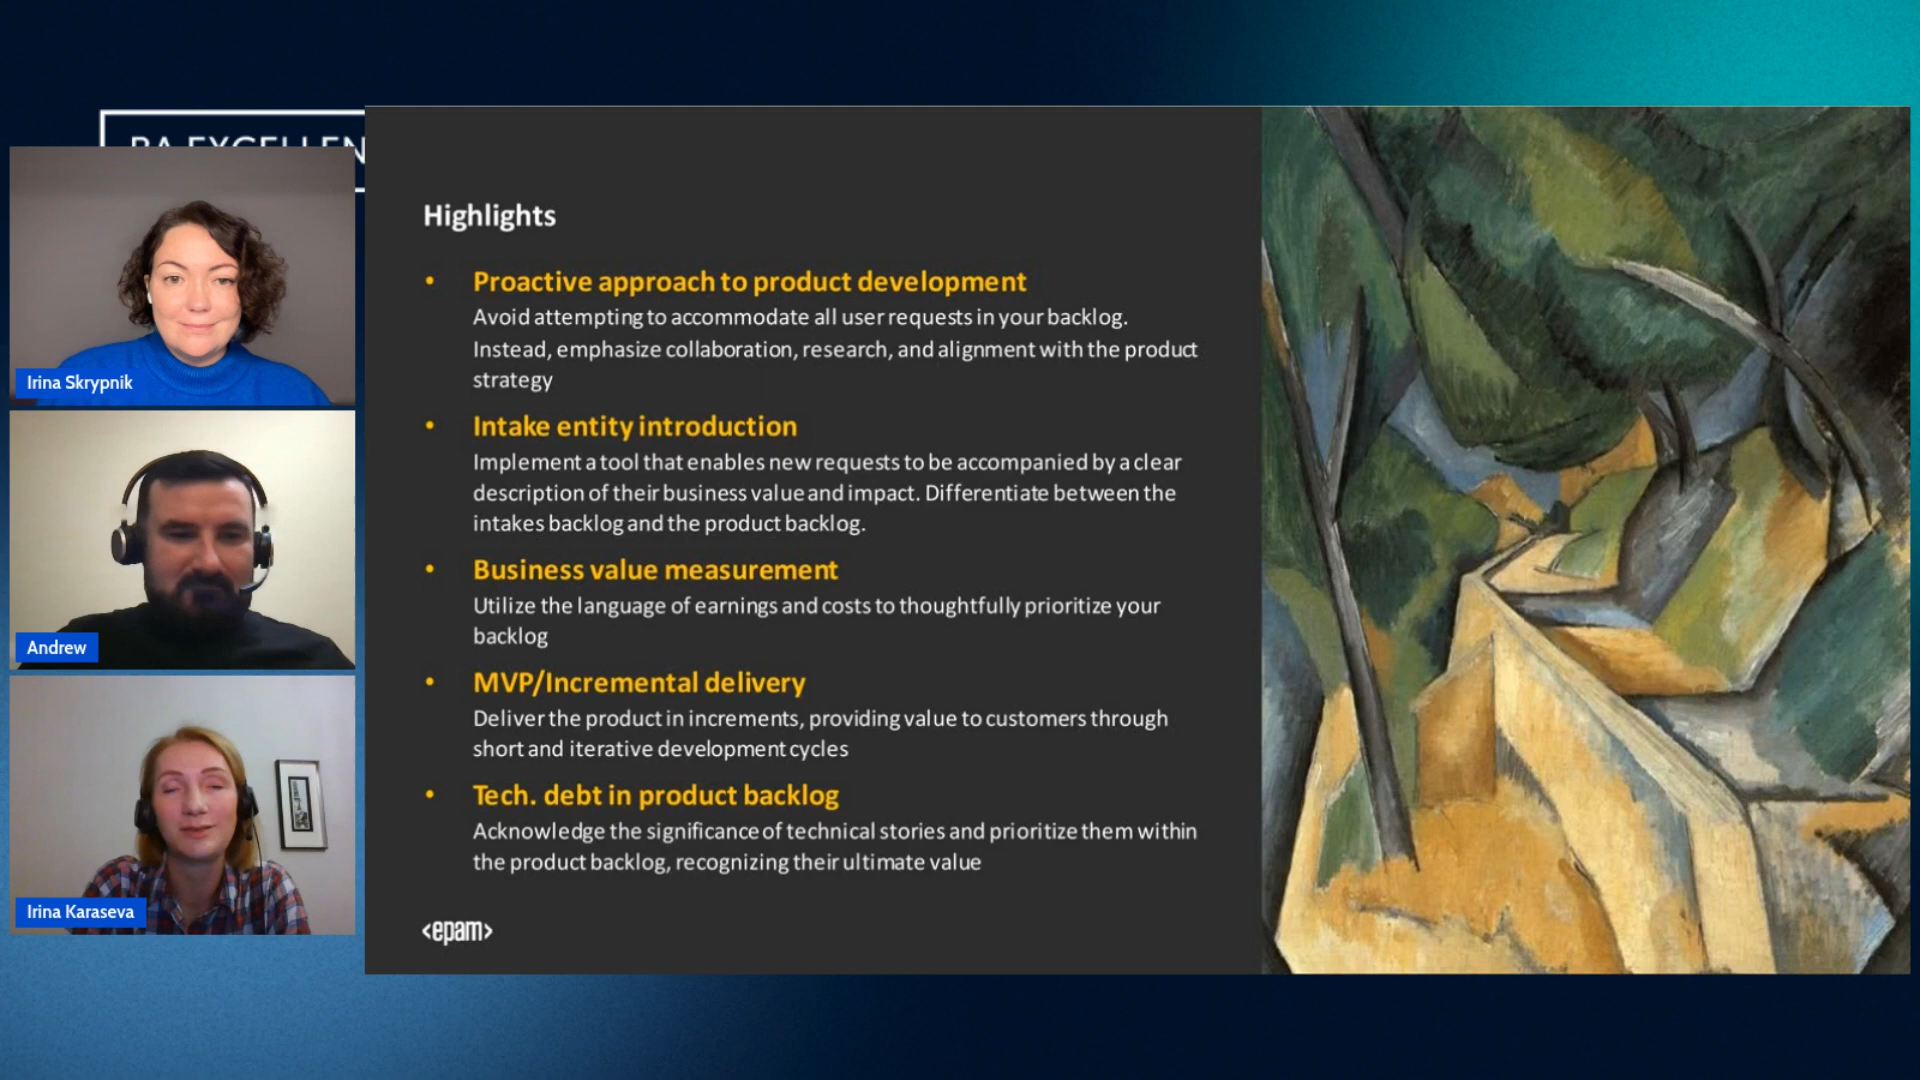 Irina Skrypnik
Andrew
Irina Karaseva
Highlights
• Proactive approach to product development
Avoid attempting to accommodate all user requests in your backlog.
Instead, emphasize collaboration, research, and alignment with the product
strategy
• Intake entity introduction
Implement a tool that enables new requests to be accompanied by a clear
description of their business value and impact. Differentiate between the
intakes backlog and the product backlog.
• Business value measurement
Utilize the language of earnings and costs to thoughtfully prioritize your
backlog
• MVP/Incremental delivery
Deliver the product in increments, providing value to customers through
short and iterative development cycles
• Tech. debt in product backlog
Acknowledge the significance of technical stories and prioritize them within
the product backlog, recognizing their ultimate value
<epam>